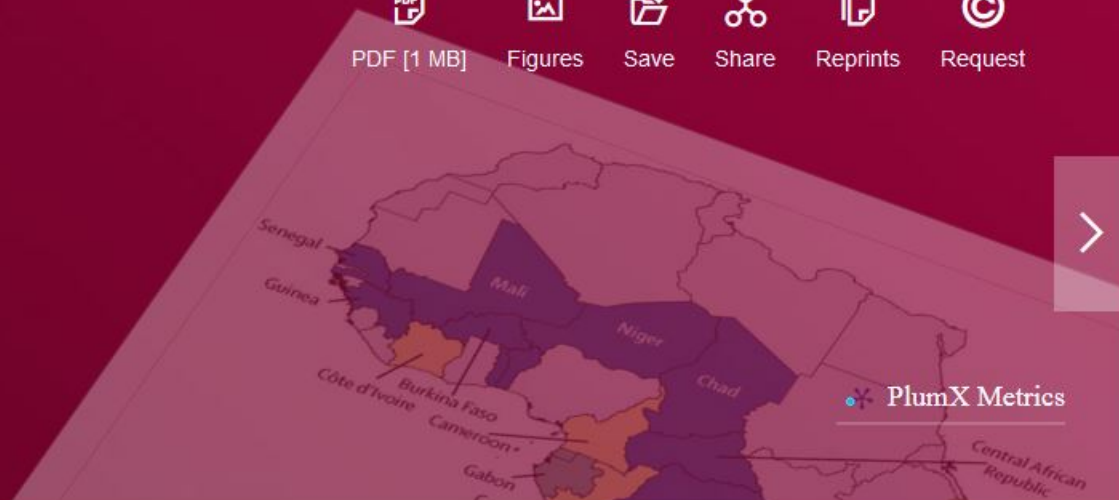 PDF [1 MB]
Figures
Save
Share
Reprints
Request
Senegal
Guinea
Mali
Niger
Chad
Côte d'Ivoire
Burkina Faso
Cameroon
Gabon
PlumX Metrics
Central African
Republic